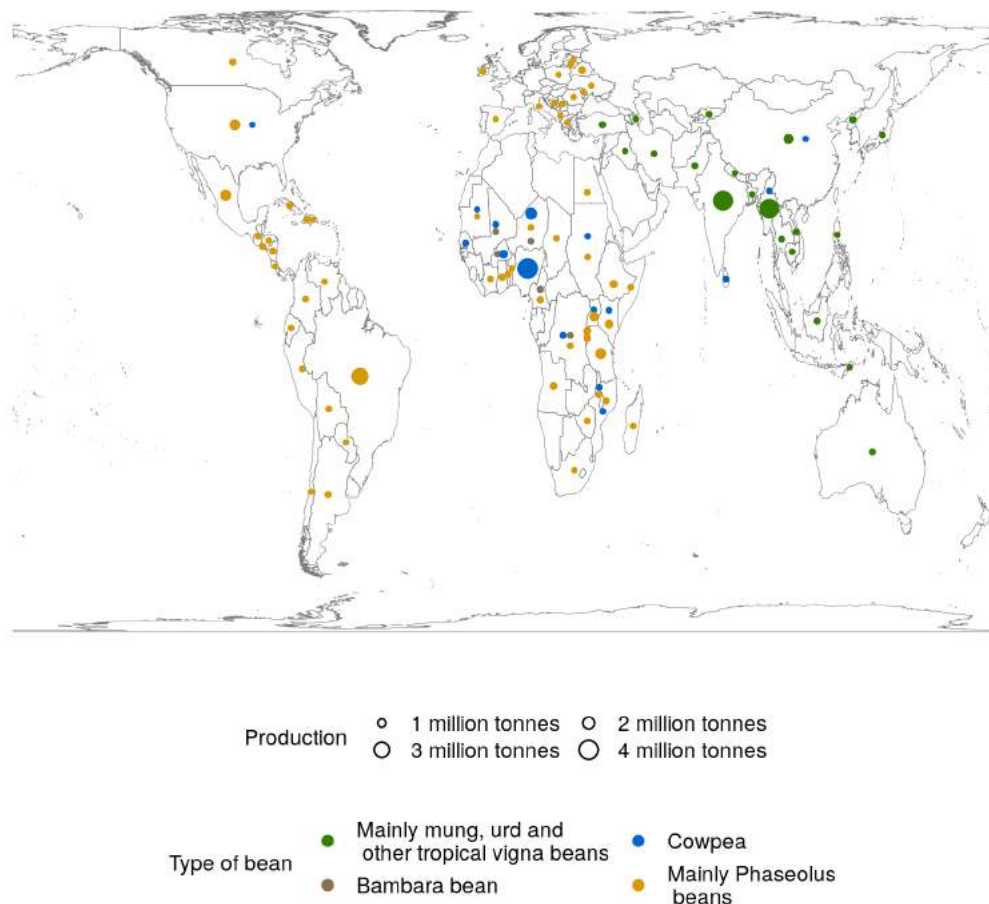 Production
1 million tonnes
2 million tonnes
3 million tonnes
4 million tonnes
Type of bean
Mainly mung, urd and
other tropical vigna beans
Cowpea
Bambara bean
Mainly Phaseolus
beans